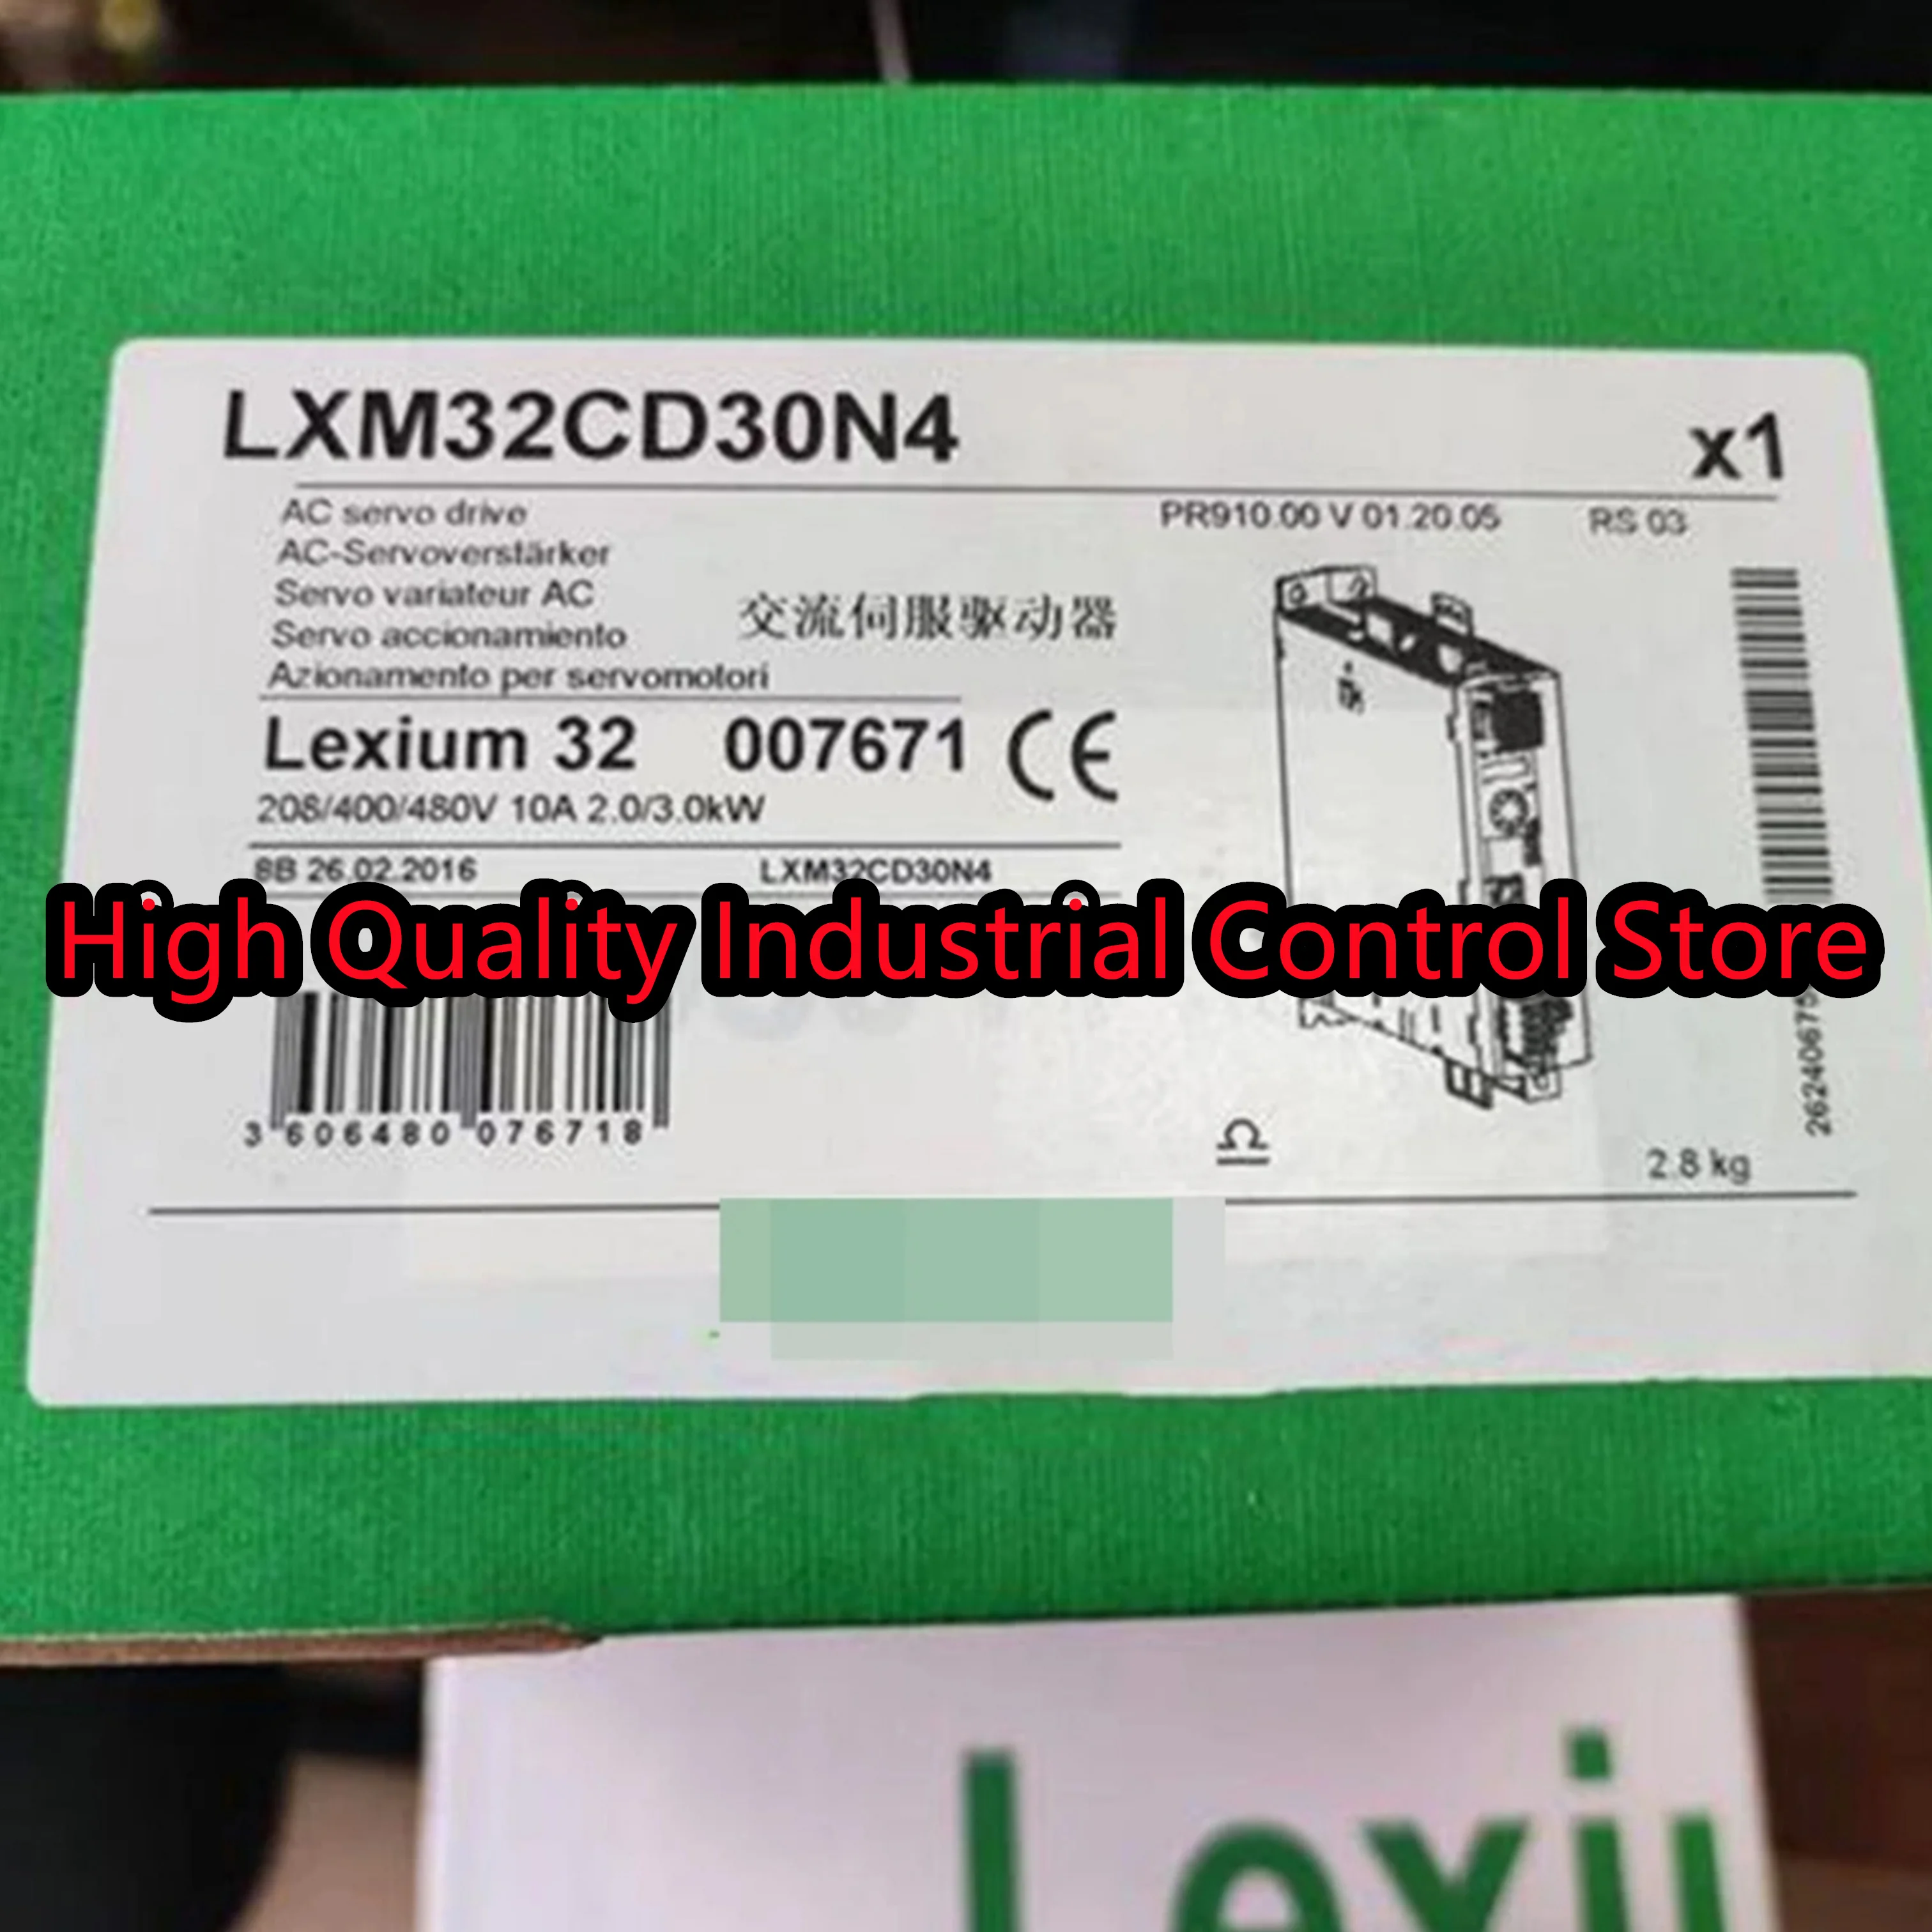 LXM32CD30N4
x1
AC servo drive
PR910.00 V 01.20.05
RS 03
AC-Servoverstärker
Servo variateur AC
交流伺服驱动器
Servo accionamiento
Azionamento per servomotori
Lexium 32 007671 CE
208/400/480V 10A 2.0/3.0kW
8B 26.02.2016
LXM32CD30N4
High Quality Industrial Control Store
3 606480 076718
2.8 kg